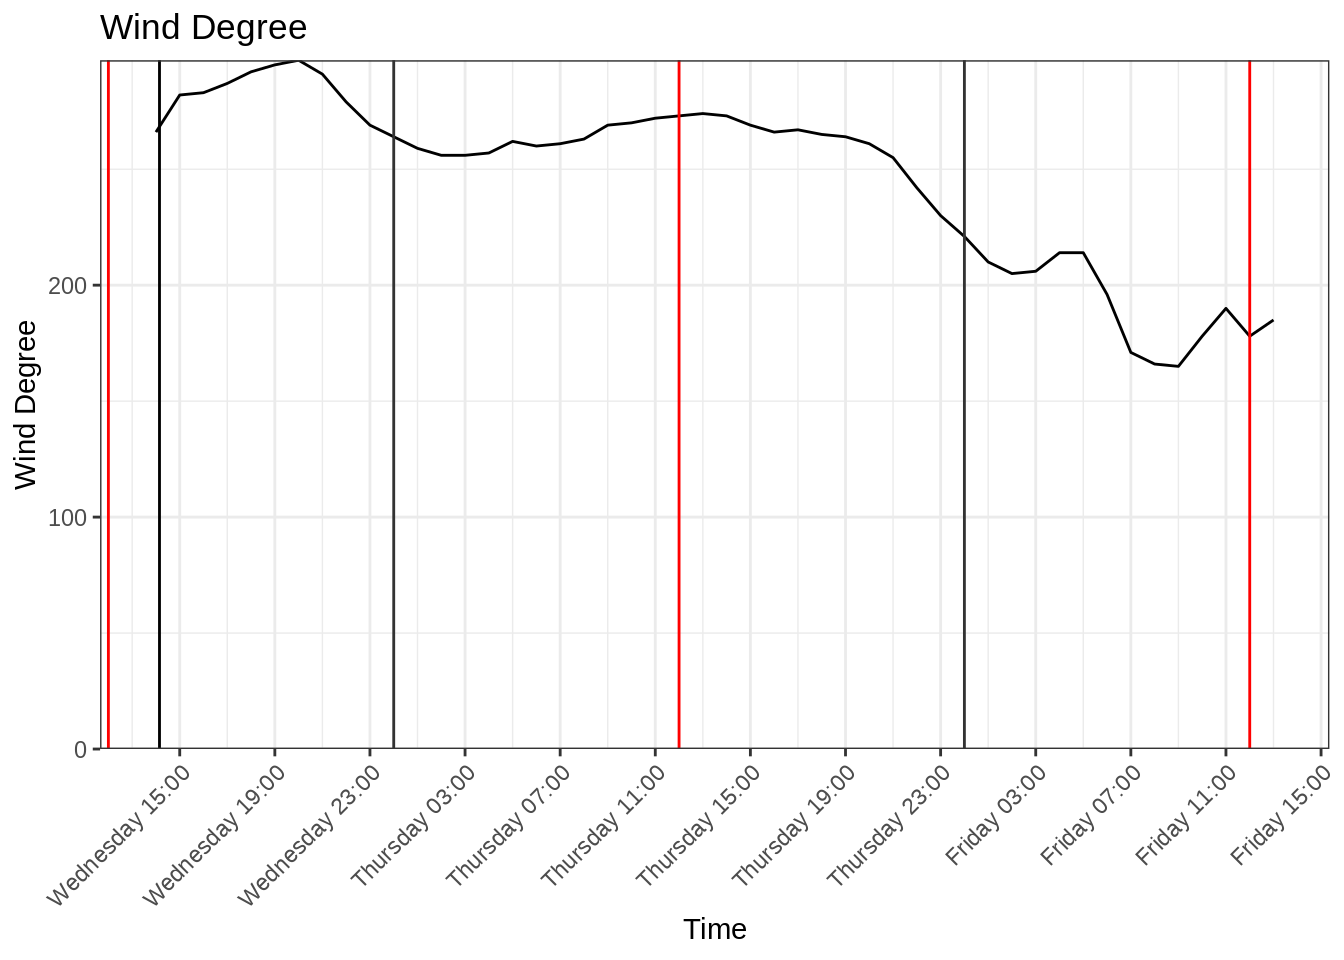 Wind Degree
Wind Degree
200
100
0
Wednesday 15:00
Wednesday 19:00
Wednesday 23:00
Thursday 03:00
Thursday 07:00
Thursday 11:00
Thursday 15:00
Thursday 19:00
Thursday 23:00
Friday 03:00
Friday 07:00
Friday 11:00
Friday 15:00
Time